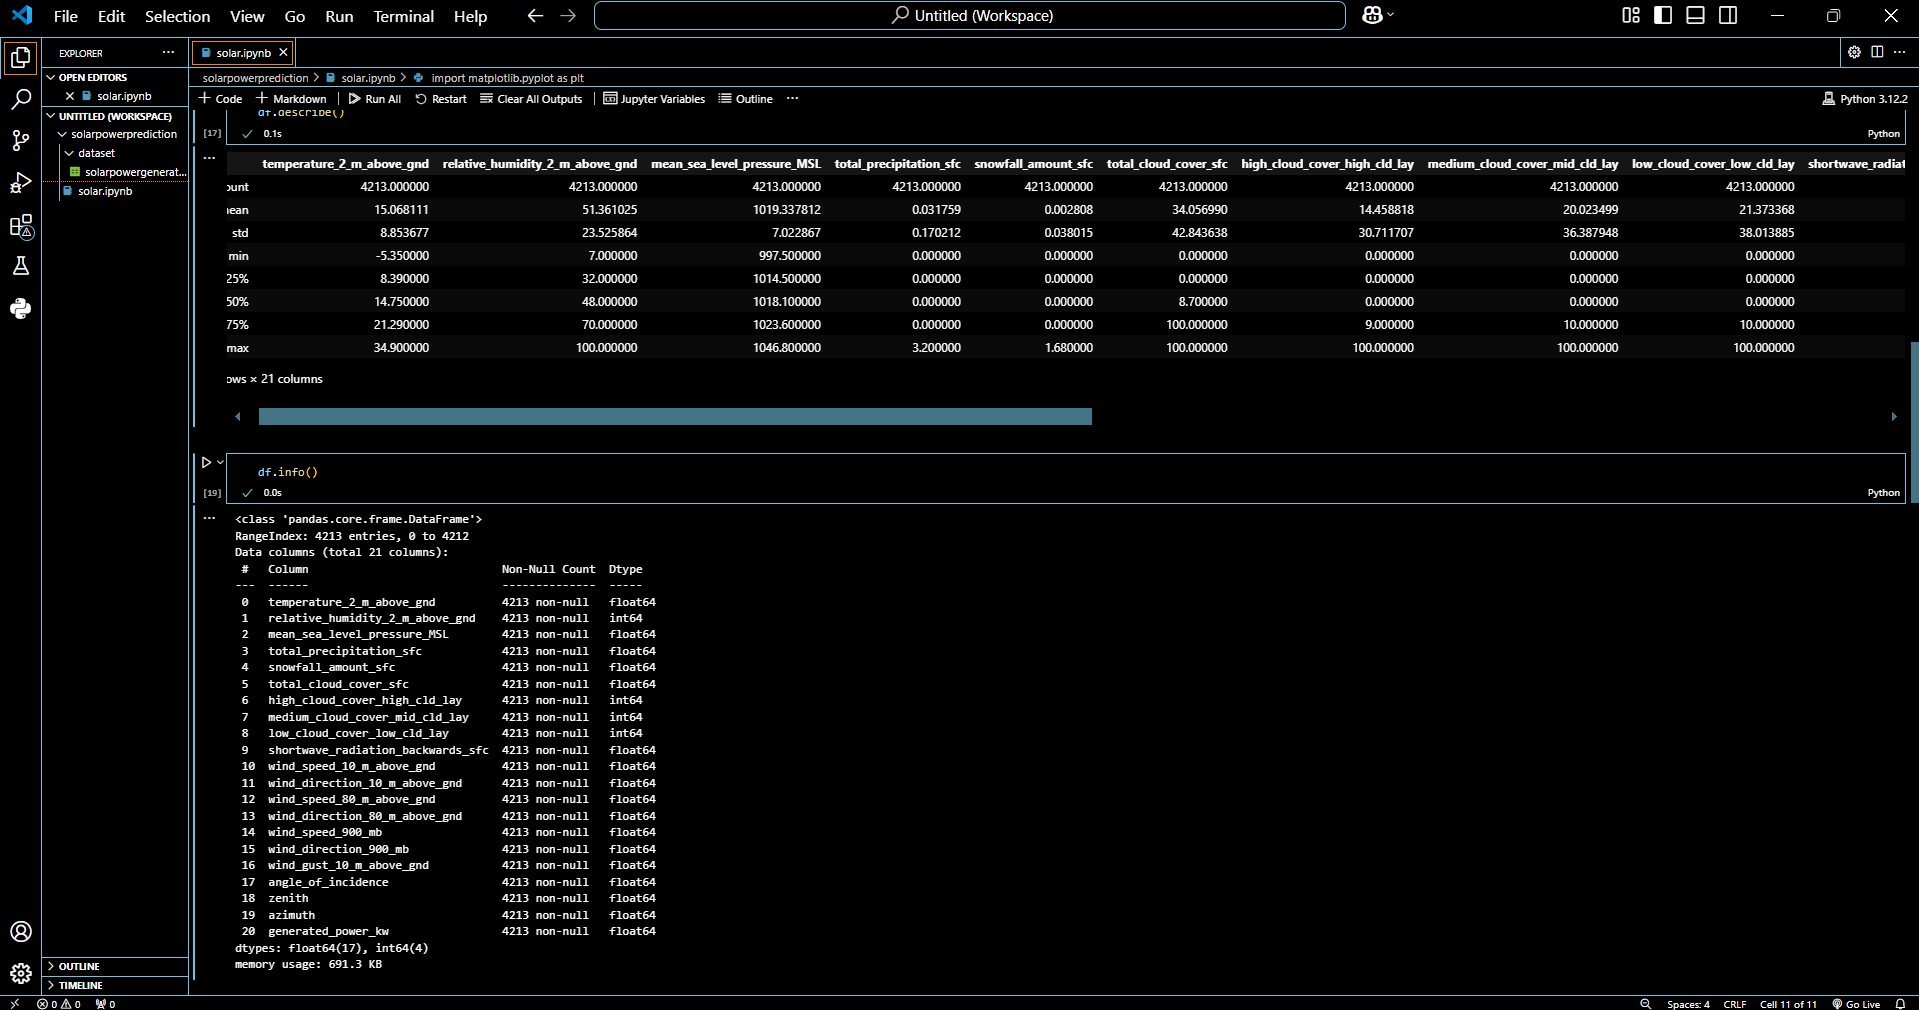 File Edit Selection View Go Run Terminal Help Untitled (Workspace)
EXPLORER
OPEN EDITORS
solar.ipynb
UNTITLED (WORKSPACE)
solarpowerprediction
dataset
solarpowergenerat...
solar.ipynb
OUTLINE
TIMELINE
solar.ipynb
solarpowerprediction > solar.ipynb > import matplotlib.pyplot as plt
+ Code + Markdown Run All Restart Clear All Outputs Jupyter Variables Outline ... Python 3.12.2
df.describe()
[17] 0.1s Python
temperature_2_m_above_gnd relative_humidity_2_m_above_gnd mean_sea_level_pressure_MSL total_precipitation_sfc snowfall_amount_sfc total_cloud_cover_sfc high_cloud_cover_high_cld_lay medium_cloud_cover_mid_cld_lay low_cloud_cover_low_cld_lay shortwave_radiat
ount 4213.000000 4213.000000 4213.000000 4213.000000 4213.000000 4213.000000 4213.000000 4213.000000 4213.000000
nean 15.068111 51.361025 1019.337812 0.031759 0.002808 34.056990 14.458818 20.023499 21.373368
std 8.853677 23.525864 7.022867 0.170212 0.038015 42.843638 30.711707 36.387948 38.013885
min -5.350000 7.000000 997.500000 0.000000 0.000000 0.000000 0.000000 0.000000 0.000000
25% 8.390000 32.000000 1014.500000 0.000000 0.000000 0.000000 0.000000 0.000000 0.000000
50% 14.750000 48.000000 1018.100000 0.000000 0.000000 8.700000 0.000000 0.000000 0.000000
75% 21.290000 70.000000 1023.600000 0.000000 0.000000 100.000000 9.000000 10.000000 10.000000
max 34.900000 100.000000 1046.800000 3.200000 1.680000 100.000000 100.000000 100.000000 100.000000
ows × 21 columns
df.info()
[19] 0.0s Python
<class 'pandas.core.frame.DataFrame'>
RangeIndex: 4213 entries, 0 to 4212
Data columns (total 21 columns):
# Column Non-Null Count Dtype
--- ------ -------------- -----
0 temperature_2_m_above_gnd 4213 non-null float64
1 relative_humidity_2_m_above_gnd 4213 non-null int64
2 mean_sea_level_pressure_MSL 4213 non-null float64
3 total_precipitation_sfc 4213 non-null float64
4 snowfall_amount_sfc 4213 non-null float64
5 total_cloud_cover_sfc 4213 non-null float64
6 high_cloud_cover_high_cld_lay 4213 non-null int64
7 medium_cloud_cover_mid_cld_lay 4213 non-null int64
8 low_cloud_cover_low_cld_lay 4213 non-null int64
9 shortwave_radiation_backwards_sfc 4213 non-null float64
10 wind_speed_10_m_above_gnd 4213 non-null float64
11 wind_direction_10_m_above_gnd 4213 non-null float64
12 wind_speed_80_m_above_gnd 4213 non-null float64
13 wind_direction_80_m_above_gnd 4213 non-null float64
14 wind_speed_900_mb 4213 non-null float64
15 wind_direction_900_mb 4213 non-null float64
16 wind_gust_10_m_above_gnd 4213 non-null float64
17 angle_of_incidence 4213 non-null float64
18 zenith 4213 non-null float64
19 azimuth 4213 non-null float64
20 generated_power_kw 4213 non-null float64
dtypes: float64(17), int64(4)
memory usage: 691.3 KB
0 0 0 Spaces: 4 CRLF Cell 11 of 11 Go Live